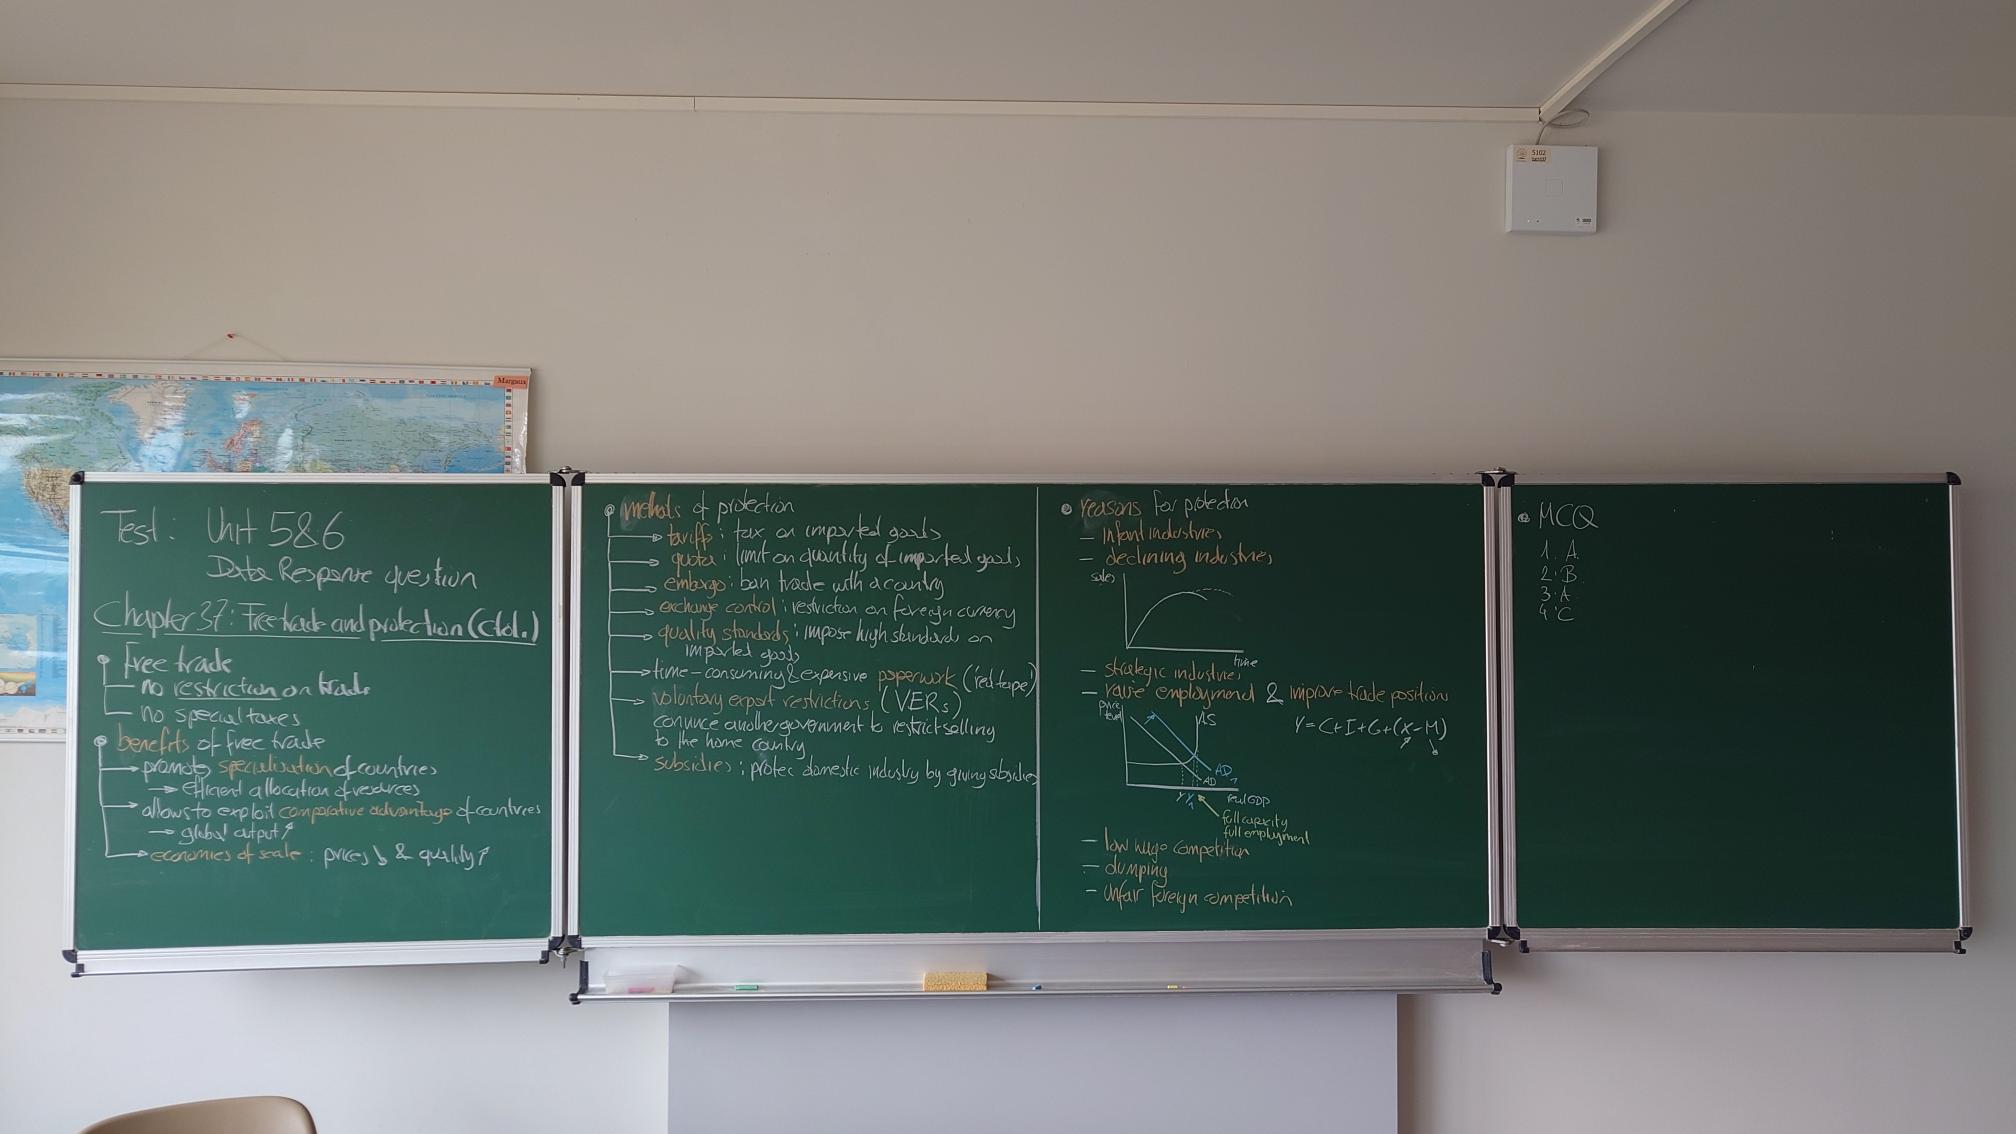 Test: Unit 5&6
Data Response question
Chapter 37: Free trade and protection (ctd.)
free trade
no restriction on trade
no special taxes
benefits of free trade
promotes specialisation of countries
→ efficient allocation of resources
allows to exploit comparative advantage of countries
→ global output ↗
economies of scale : prices ↘ & quality ↗
methods of protection
tariffs : tax on imported goods
quota : limit on quantity of imported goods
embargo : ban trade with a country
exchange control : restriction on foreign currency
quality standards : impose high standards on
imported goods
time-consuming & expensive paperwork ('red tape')
voluntary export restrictions (VERs)
convince another government to restrict selling
to the home country
subsidies : protec domestic industry by giving subsidies
reasons for protection
– infant industries
– declining industries
sales
time
– strategic industries
– raise employment & improve trade position
price level
AS
Y = C+I+G+(X-M)
AD1
AD
Y Y1
real GDP
full capacity
full employment
– low wage competition
– dumping
– unfair foreign competition
MCQ
1. A
2. B
3. A
4. C
Margaux
5102